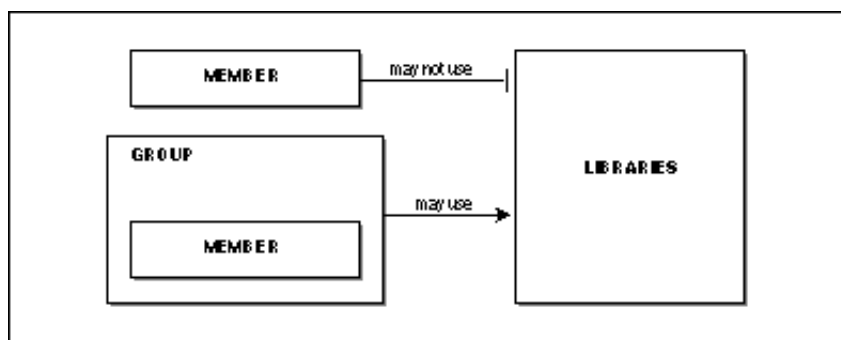 MEMBER
may not use
GROUP
LIBRARIES
may use
MEMBER